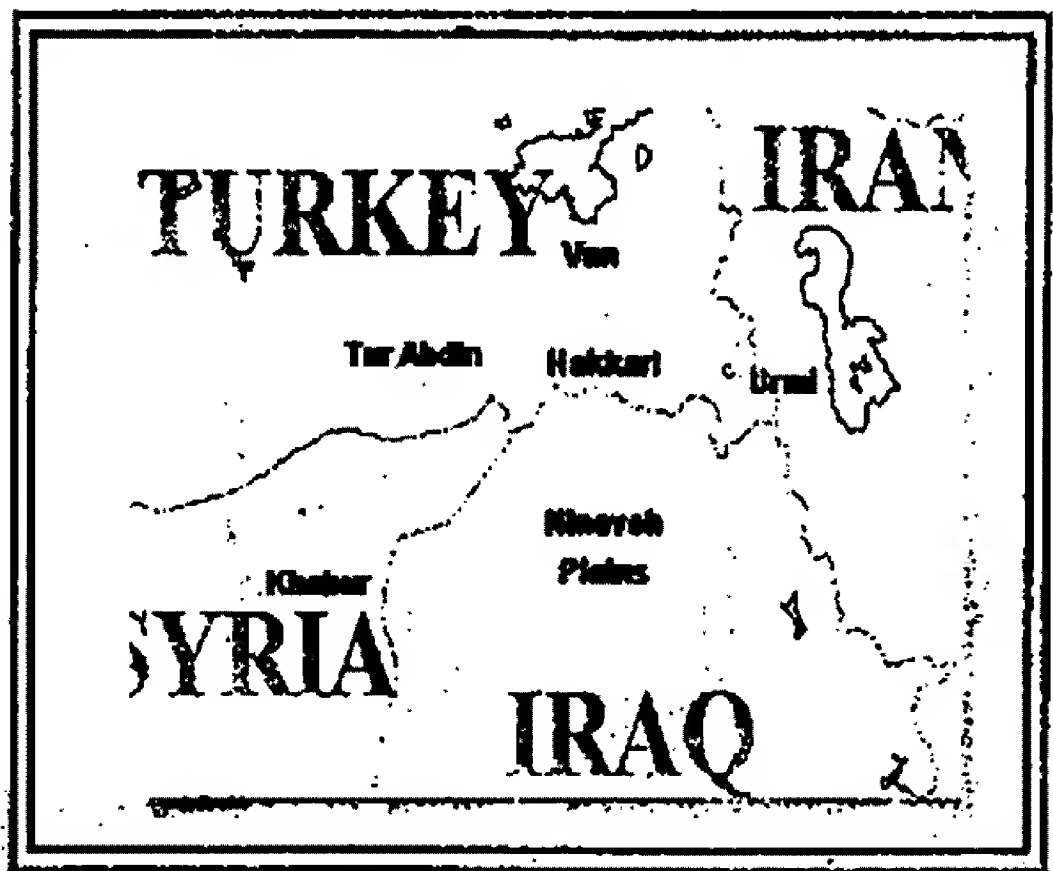 IRAN
TURKEY
Van
Tur Abdin
Hakkari
Urmi
Nineveh
Plains
Khabur
SYRIA
IRAQ